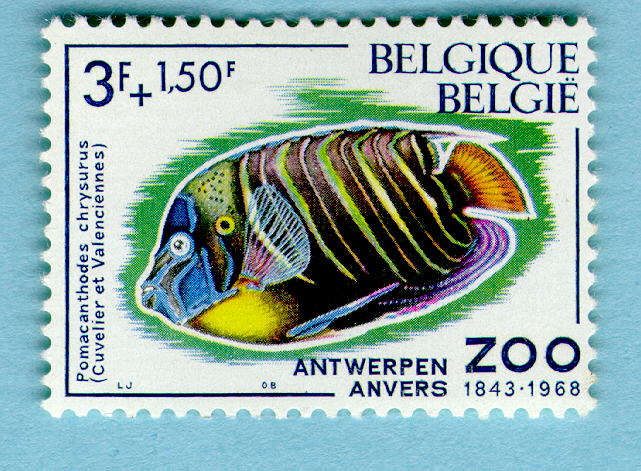 3F+1,50F
BELGIQUE
BELGIË
Pomacanthodes chrysurus
(Cuvelier et Valenciennes)
ANTWERPEN ZOO
ANVERS 1843·1968
LJ
OB